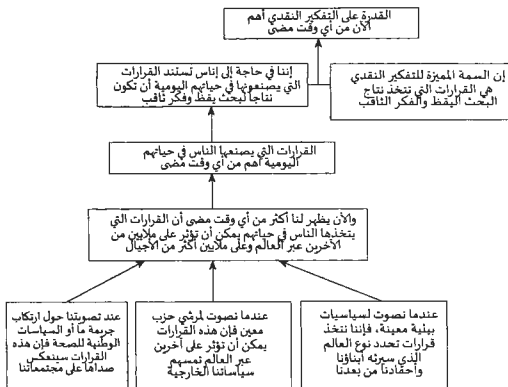 القدرة على التفكير النقدي أهم
الآن من أي وقت مضى
إننا في حاجة إلى إناس تستند القرارات
التي يصنعونها في حياتهم اليومية أن تكون
نتاجا لبحث يقظ وفكر ثاقب
إن السمة المميزة للتفكير النقدي
هي القرارات التي تتخذ نتاج
البحث اليقظ والفكر الثاقب
القرارات التي يصنعها الناس في حياتهم
اليومية أهم من أي وقت مضى
والآن يظهر لنا أكثر من أي وقت مضى أن القرارات التي
يتخذها الناس في حياتهم يمكن أن تؤثر على ملايين من
الآخرين عبر العالم وعلى ملايين أكثر من الأجيال
عندما نصوت لسياسيات
بيئية معينة، فإننا نتخذ
قرارات تحدد نوع العالم
الذي سيرثه أبناؤنا
وأحفادنا من بعدنا
عندما نصوت لمرشي حزب
معين فإن هذه القرارات
يمكن أن تؤثر على آخرين
عبر العالم تمسهم
سياساتنا الخارجية
عند تصويتنا حول ارتكاب
جريمة ما أو السياسات
الوطنية للصحة فإن هذه
القرارات سينعكس
صداها على مجتمعاتنا